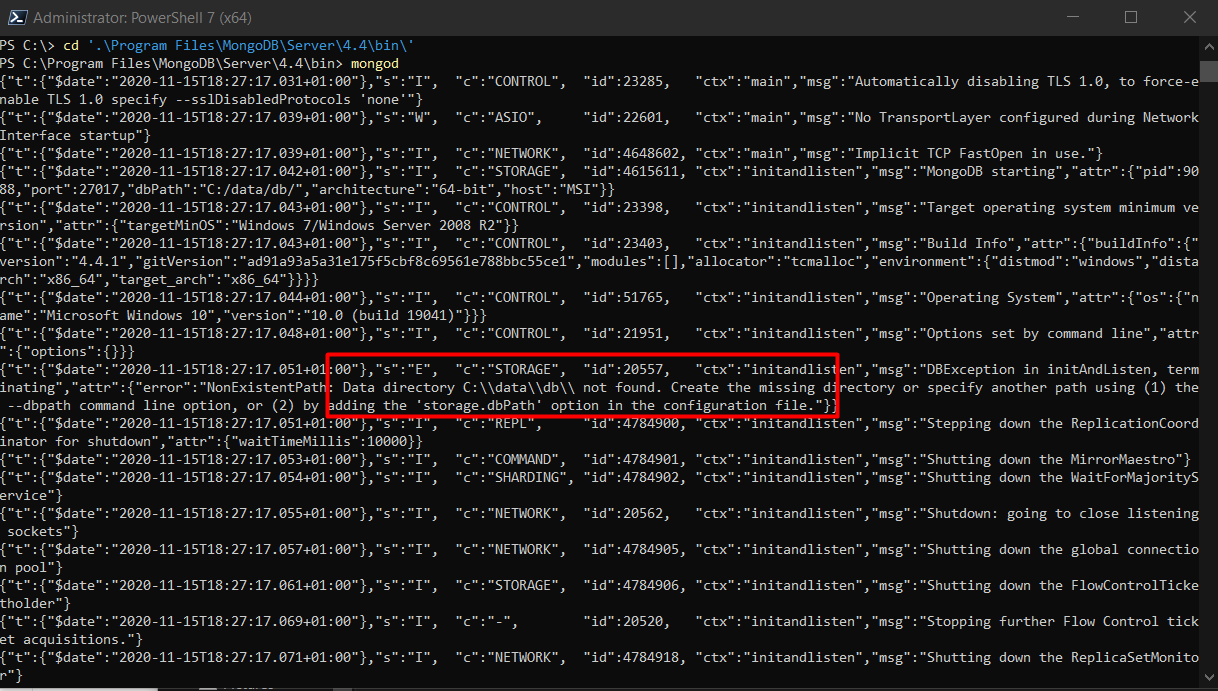 Administrator: PowerShell 7 (x64)
PS C:\> cd '.\Program Files\MongoDB\Server\4.4\bin\'
PS C:\Program Files\MongoDB\Server\4.4\bin> mongod
{"t":{"$date":"2020-11-15T18:27:17.031+01:00"},"s":"I",  "c":"CONTROL",  "id":23285,   "ctx":"main","msg":"Automatically disabling TLS 1.0, to force-e
nable TLS 1.0 specify --sslDisabledProtocols 'none'"}
{"t":{"$date":"2020-11-15T18:27:17.039+01:00"},"s":"W",  "c":"ASIO",     "id":22601,   "ctx":"main","msg":"No TransportLayer configured during Network
Interface startup"}
{"t":{"$date":"2020-11-15T18:27:17.039+01:00"},"s":"I",  "c":"NETWORK",  "id":4648602, "ctx":"main","msg":"Implicit TCP FastOpen in use."}
{"t":{"$date":"2020-11-15T18:27:17.042+01:00"},"s":"I",  "c":"STORAGE",  "id":4615611, "ctx":"initandlisten","msg":"MongoDB starting","attr":{"pid":90
88,"port":27017,"dbPath":"C:/data/db/","architecture":"64-bit","host":"MSI"}}
{"t":{"$date":"2020-11-15T18:27:17.043+01:00"},"s":"I",  "c":"CONTROL",  "id":23398,   "ctx":"initandlisten","msg":"Target operating system minimum ve
rsion","attr":{"targetMinOS":"Windows 7/Windows Server 2008 R2"}}
{"t":{"$date":"2020-11-15T18:27:17.043+01:00"},"s":"I",  "c":"CONTROL",  "id":23403,   "ctx":"initandlisten","msg":"Build Info","attr":{"buildInfo":{"
version":"4.4.1","gitVersion":"ad91a93a5a31e175f5cbf8c69561e788bbc55ce1","modules":[],"allocator":"tcmalloc","environment":{"distmod":"windows","dista
rch":"x86_64","target_arch":"x86_64"}}}}
{"t":{"$date":"2020-11-15T18:27:17.044+01:00"},"s":"I",  "c":"CONTROL",  "id":51765,   "ctx":"initandlisten","msg":"Operating System","attr":{"os":{"n
ame":"Microsoft Windows 10","version":"10.0 (build 19041)"}}}
{"t":{"$date":"2020-11-15T18:27:17.048+01:00"},"s":"I",  "c":"CONTROL",  "id":21951,   "ctx":"initandlisten","msg":"Options set by command line","attr
":{"options":{}}}
{"t":{"$date":"2020-11-15T18:27:17.051+01:00"},"s":"E",  "c":"STORAGE",  "id":20557,   "ctx":"initandlisten","msg":"DBException in initAndListen, term
inating","attr":{"error":"NonExistentPath: Data directory C:\\data\\db\\ not found. Create the missing directory or specify another path using (1) the
 --dbpath command line option, or (2) by adding the 'storage.dbPath' option in the configuration file."}}
{"t":{"$date":"2020-11-15T18:27:17.051+01:00"},"s":"I",  "c":"REPL",     "id":4784900, "ctx":"initandlisten","msg":"Stepping down the ReplicationCoord
inator for shutdown","attr":{"waitTimeMillis":10000}}
{"t":{"$date":"2020-11-15T18:27:17.053+01:00"},"s":"I",  "c":"COMMAND",  "id":4784901, "ctx":"initandlisten","msg":"Shutting down the MirrorMaestro"}
{"t":{"$date":"2020-11-15T18:27:17.054+01:00"},"s":"I",  "c":"SHARDING", "id":4784902, "ctx":"initandlisten","msg":"Shutting down the WaitForMajorityS
ervice"}
{"t":{"$date":"2020-11-15T18:27:17.055+01:00"},"s":"I",  "c":"NETWORK",  "id":20562,   "ctx":"initandlisten","msg":"Shutdown: going to close listening
 sockets"}
{"t":{"$date":"2020-11-15T18:27:17.057+01:00"},"s":"I",  "c":"NETWORK",  "id":4784905, "ctx":"initandlisten","msg":"Shutting down the global connectio
n pool"}
{"t":{"$date":"2020-11-15T18:27:17.061+01:00"},"s":"I",  "c":"STORAGE",  "id":4784906, "ctx":"initandlisten","msg":"Shutting down the FlowControlTicke
tholder"}
{"t":{"$date":"2020-11-15T18:27:17.069+01:00"},"s":"I",  "c":"-",        "id":20520,   "ctx":"initandlisten","msg":"Stopping further Flow Control tick
et acquisitions."}
{"t":{"$date":"2020-11-15T18:27:17.071+01:00"},"s":"I",  "c":"NETWORK",  "id":4784918, "ctx":"initandlisten","msg":"Shutting down the ReplicaSetMonito
r"}